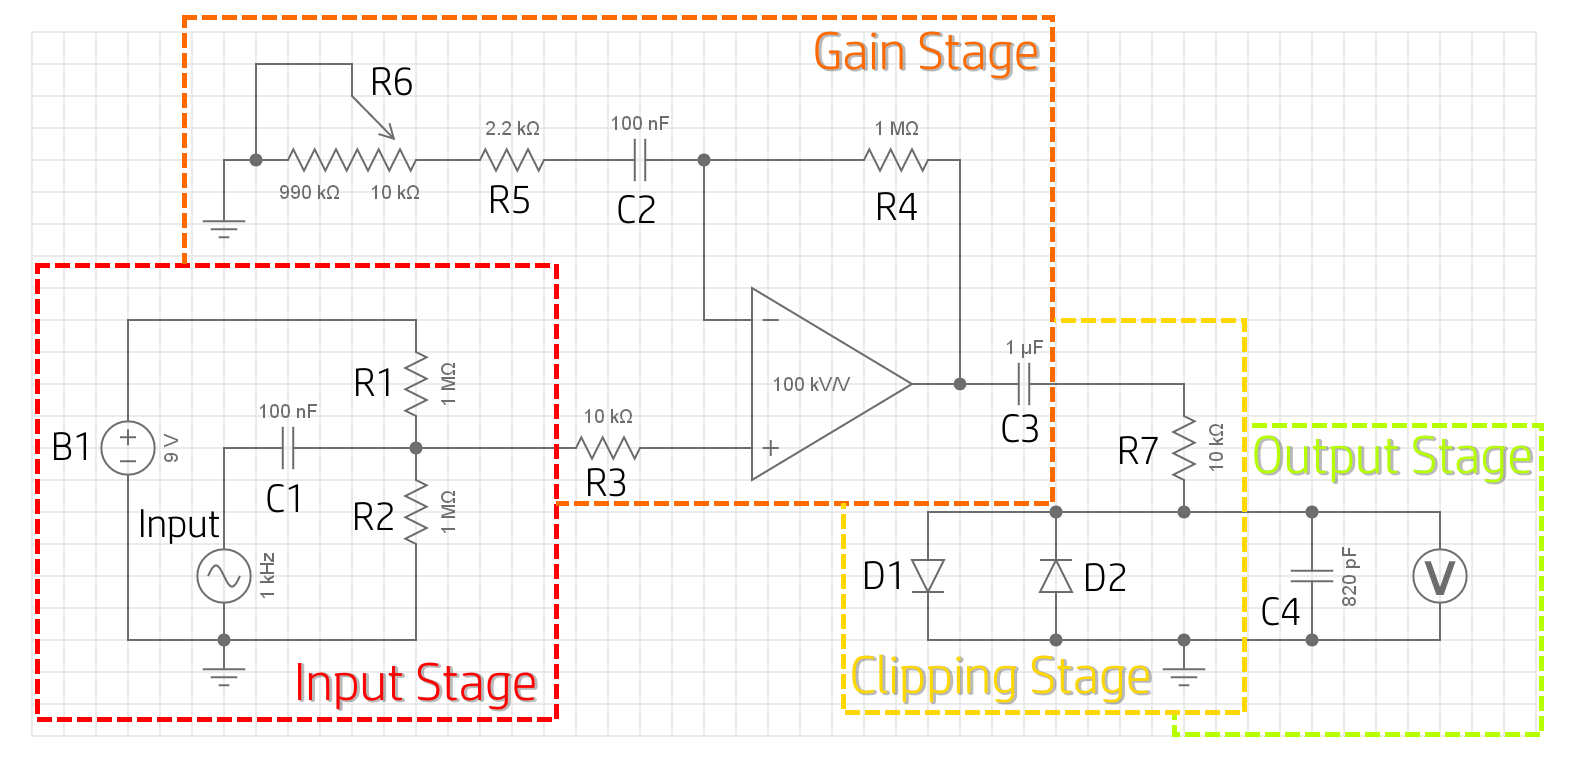 Gain Stage
R6
2.2 kΩ
100 nF
1 MΩ
990 kΩ
10 kΩ
R5
C2
R4
1 µF
R1
1 MΩ
100 kV/V
100 nF
10 kΩ
B1
9 V
C1
R3
C3
R7
10 kΩ
Output Stage
Input
R2
1 MΩ
1 kHz
D1
D2
C4
820 pF
V
Input Stage
Clipping Stage